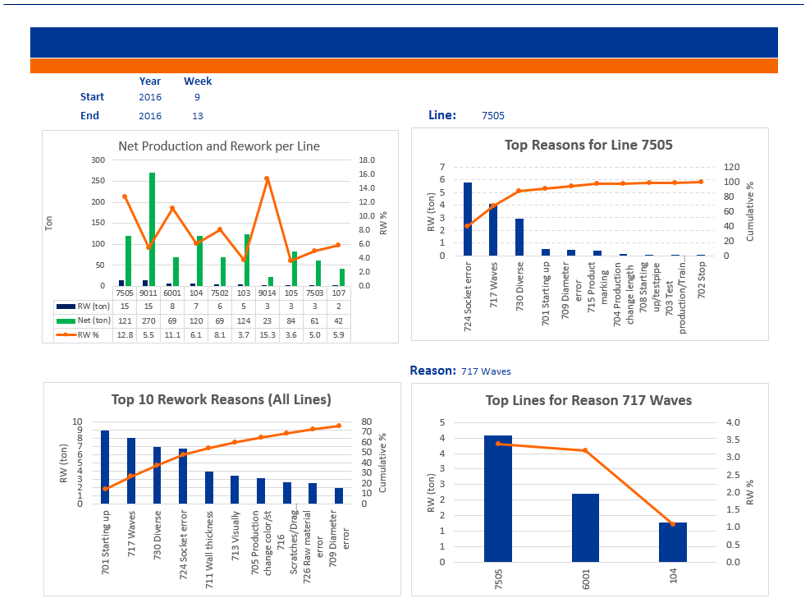 Year Week
Start 2016 9
End 2016 13
Line: 7505
Net Production and Rework per Line
Ton
300
250
200
150
100
50
0
18.0
16.0
14.0
12.0
10.0
8.0
6.0
4.0
2.0
0.0
RW %
7505 9011 6001 104 7502 103 9014 105 7503 107
RW (ton) 15 15 8 7 6 5 3 3 3 2
Net (ton) 121 270 69 120 69 124 23 84 61 42
RW % 12.8 5.5 11.1 6.1 8.1 3.7 15.3 3.6 5.0 5.9
Top Reasons for Line 7505
RW (ton)
7
6
5
4
3
2
1
0
120
100
80
60
40
20
0
Cumulative %
724 Socket error
717 Waves
730 Diverse
701 Starting up
709 Diameter
error
715 Product
marking
704 Production
change length
708 Starting
up/testpipe
703 Test
production/Train...
702 Stop
Top 10 Rework Reasons (All Lines)
RW (ton)
10
9
8
7
6
5
4
3
2
1
0
80
70
60
50
40
30
20
10
0
Cumulative %
701 Starting up
717 Waves
730 Diverse
724 Socket error
711 Wall thickness
713 Visually
705 Production
change color/st
716
Scratches/Drag...
726 Raw material
error
709 Diameter
error
Reason: 717 Waves
Top Lines for Reason 717 Waves
RW (ton)
5
4
4
3
3
2
2
1
1
0
4.0
3.5
3.0
2.5
2.0
1.5
1.0
0.5
0.0
RW %
7505
6001
104